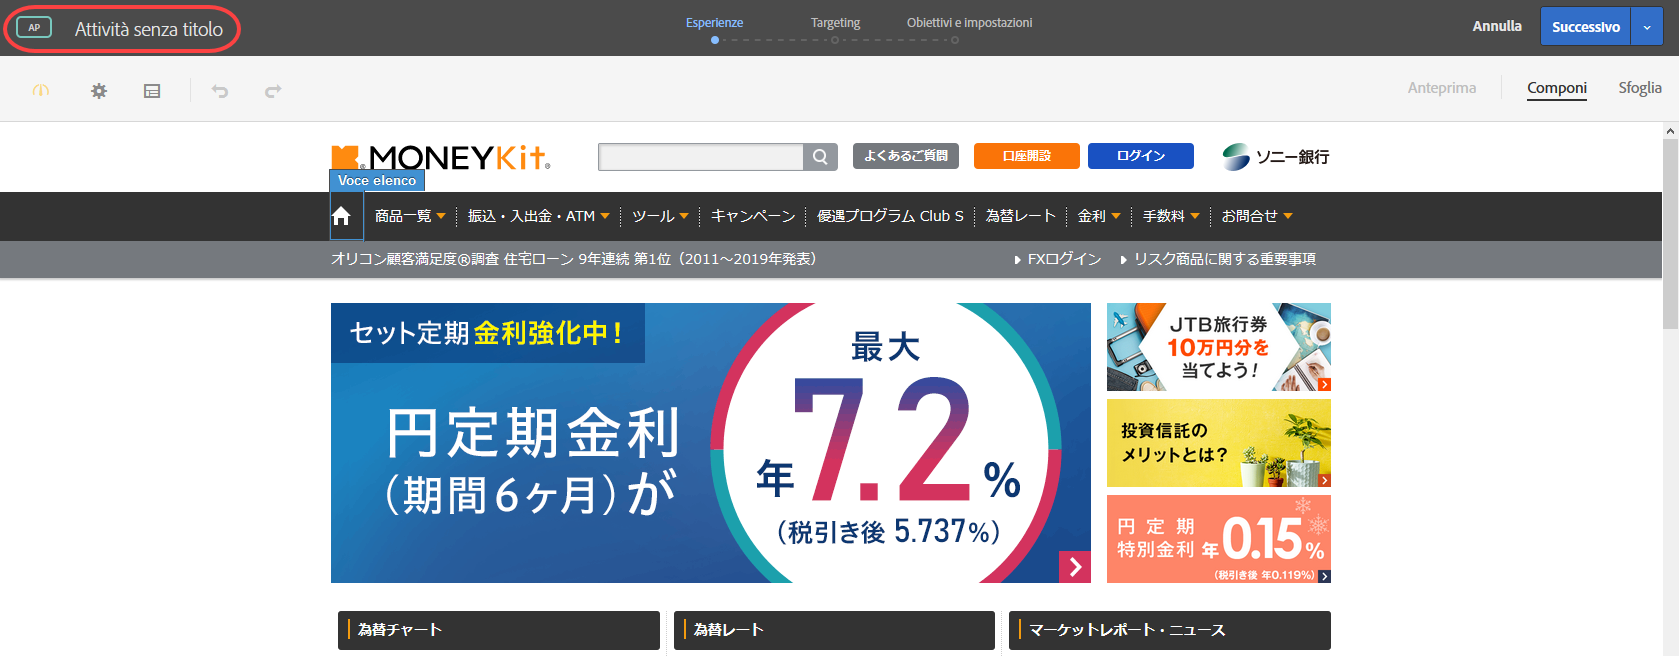 AP Attività senza titolo
Esperienze Targeting Obiettivi e impostazioni
Annulla Successivo
Anteprima Componi Sfoglia
MONEYKit®
よくあるご質問 口座開設 ログイン ソニー銀行
Voce elenco
商品一覧 振込・入出金・ATM ツール キャンペーン 優遇プログラム Club S 為替レート 金利 手数料 お問合せ
オリコン顧客満足度®調査 住宅ローン 9年連続 第1位（2011～2019年発表）
FXログイン リスク商品に関する重要事項
セット定期 金利強化中！
円定期金利
（期間6ヶ月）が
最大
年7.2%
（税引き後 5.737%）
JTB旅行券
10万円分を
当てよう！
投資信託の
メリットとは？
円定期
特別金利 年0.15%
（税引き後 年0.119%）
為替チャート 為替レート マーケットレポート・ニュース